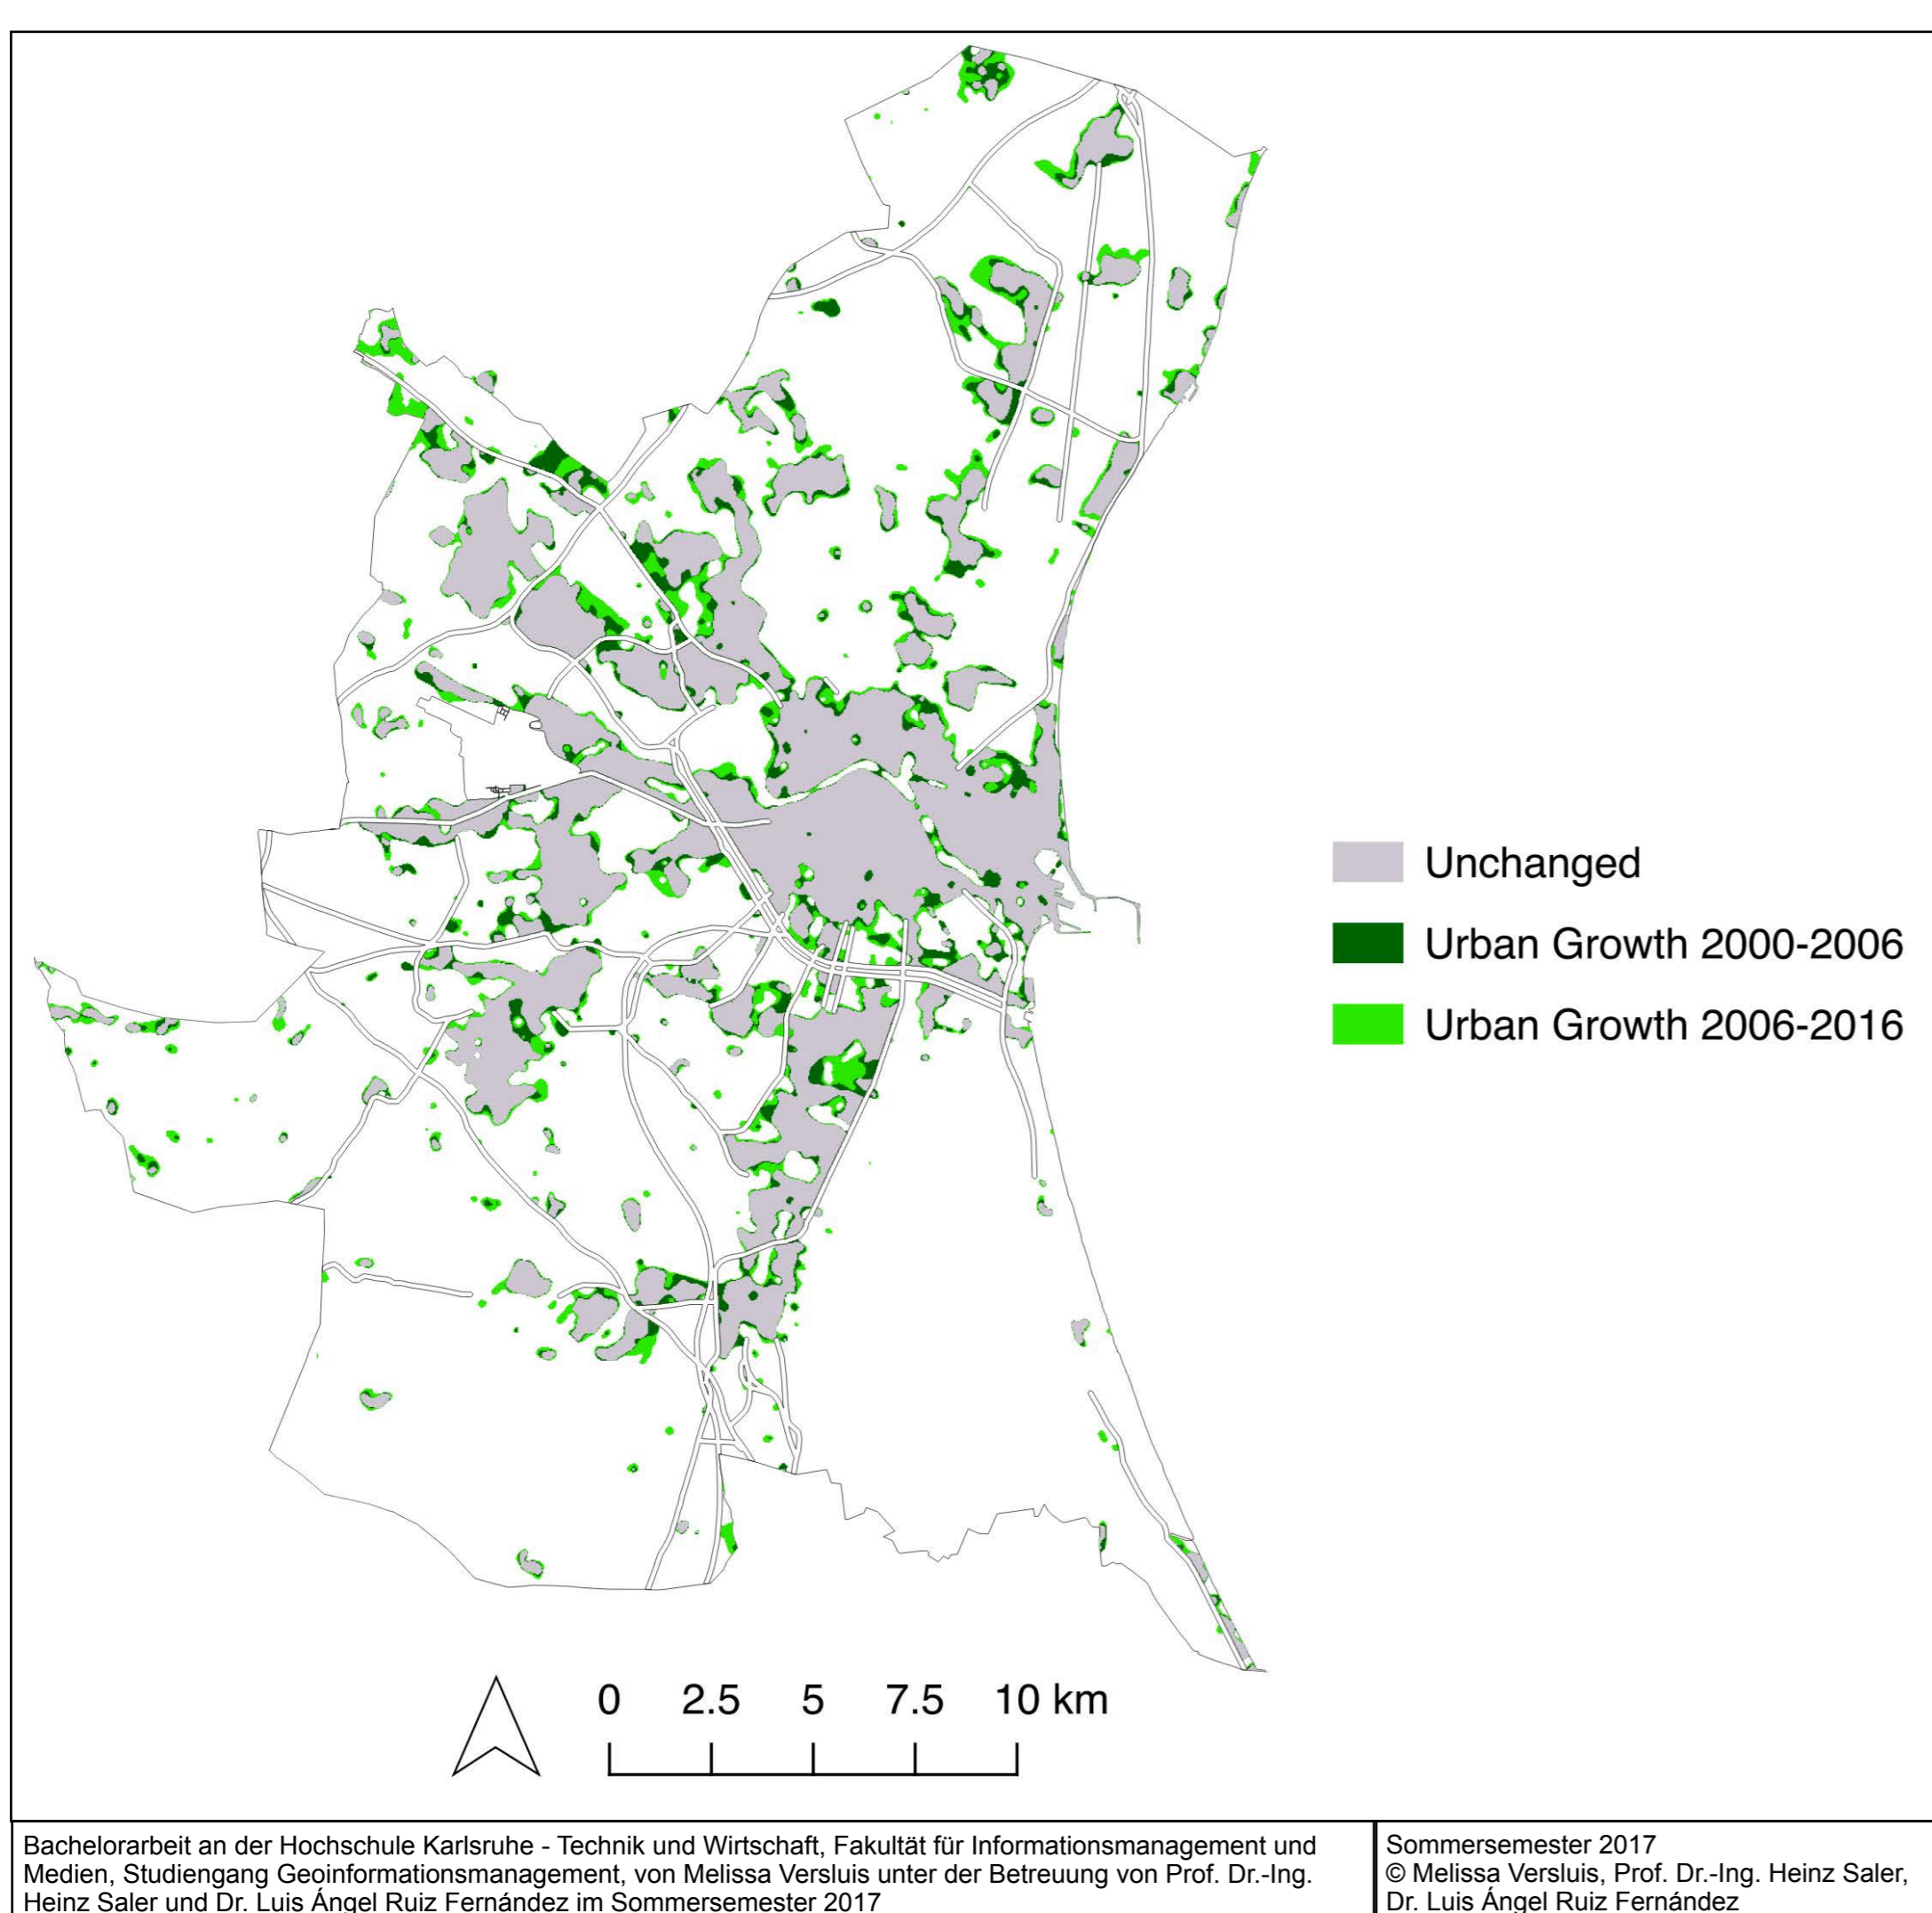 Unchanged
Urban Growth 2000-2006
Urban Growth 2006-2016
0 2.5 5 7.5 10 km
Bachelorarbeit an der Hochschule Karlsruhe - Technik und Wirtschaft, Fakultät für Informationsmanagement und
Medien, Studiengang Geoinformationsmanagement, von Melissa Versluis unter der Betreuung von Prof. Dr.-Ing.
Heinz Saler und Dr. Luis Ángel Ruiz Fernández im Sommersemester 2017
Sommersemester 2017
© Melissa Versluis, Prof. Dr.-Ing. Heinz Saler,
Dr. Luis Ángel Ruiz Fernández